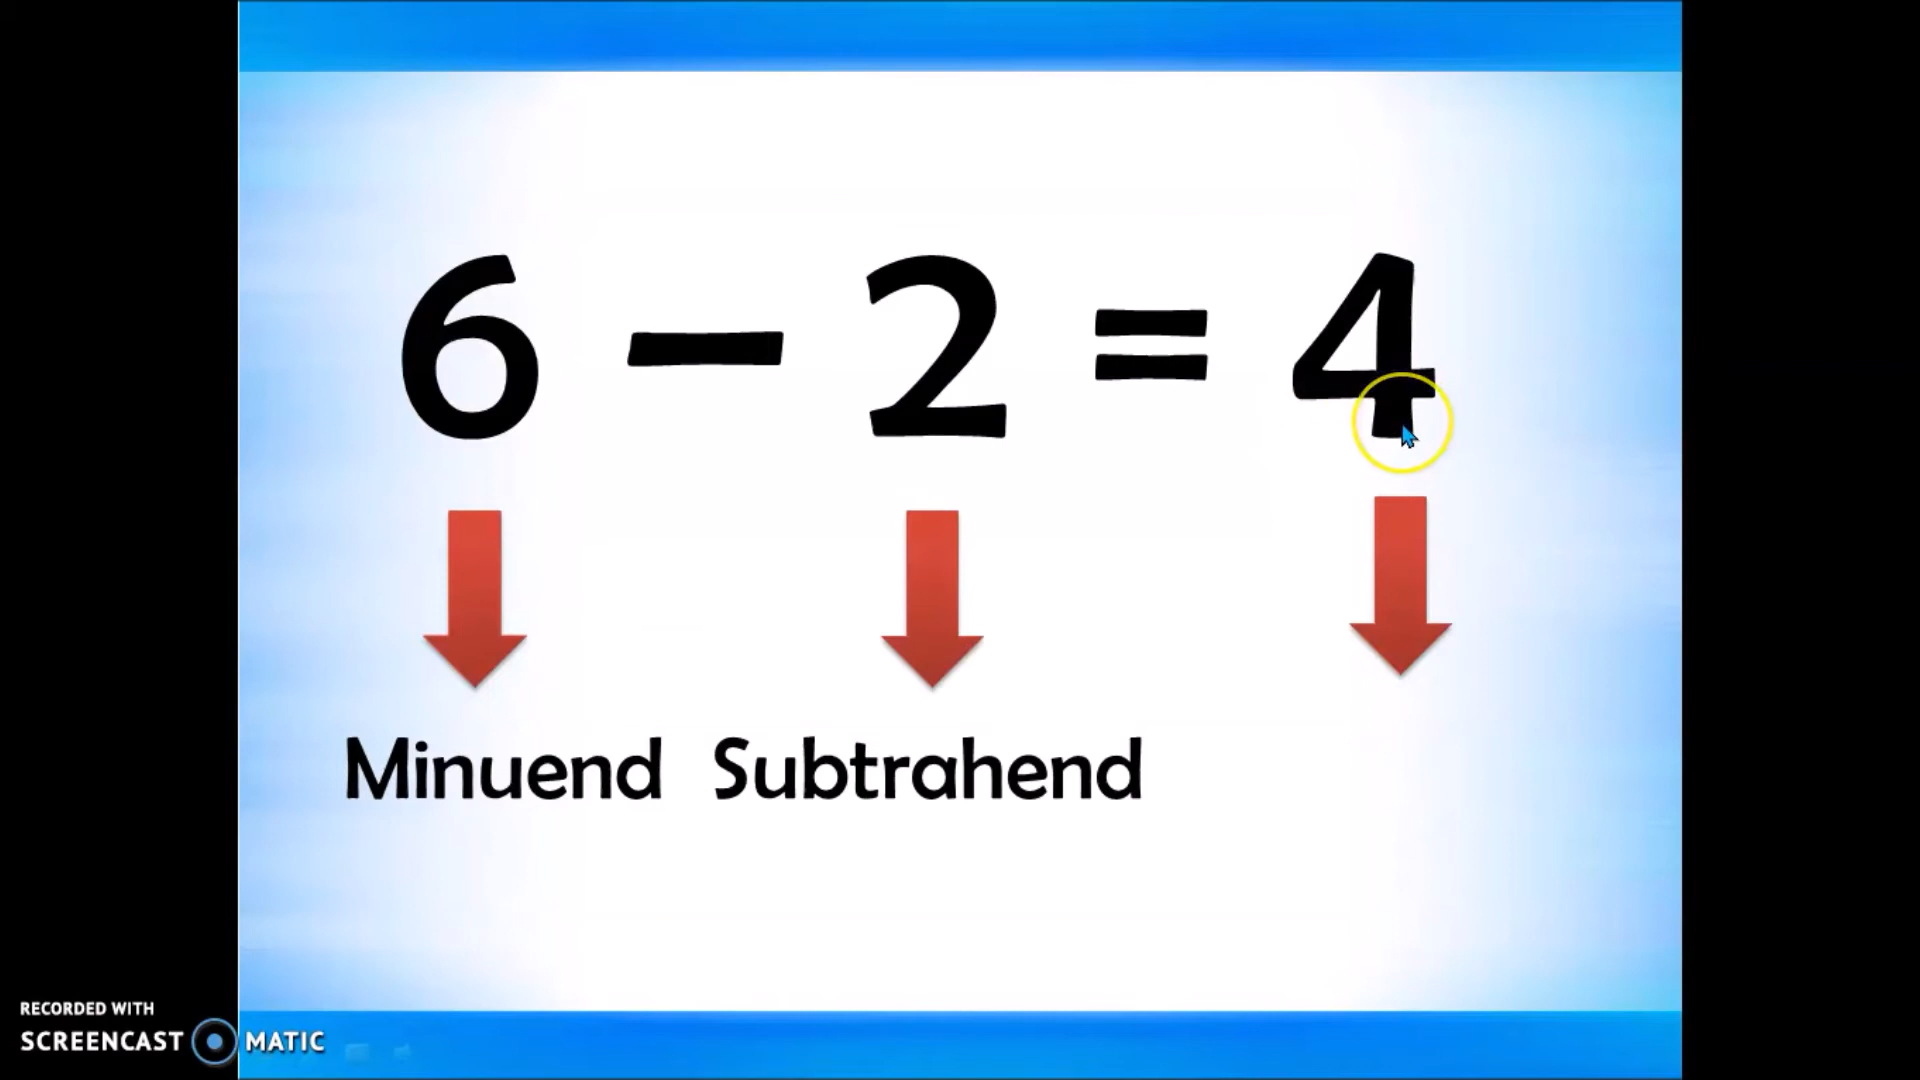 6 – 2 = 4
Minuend Subtrahend
RECORDED WITH
SCREENCAST MATIC